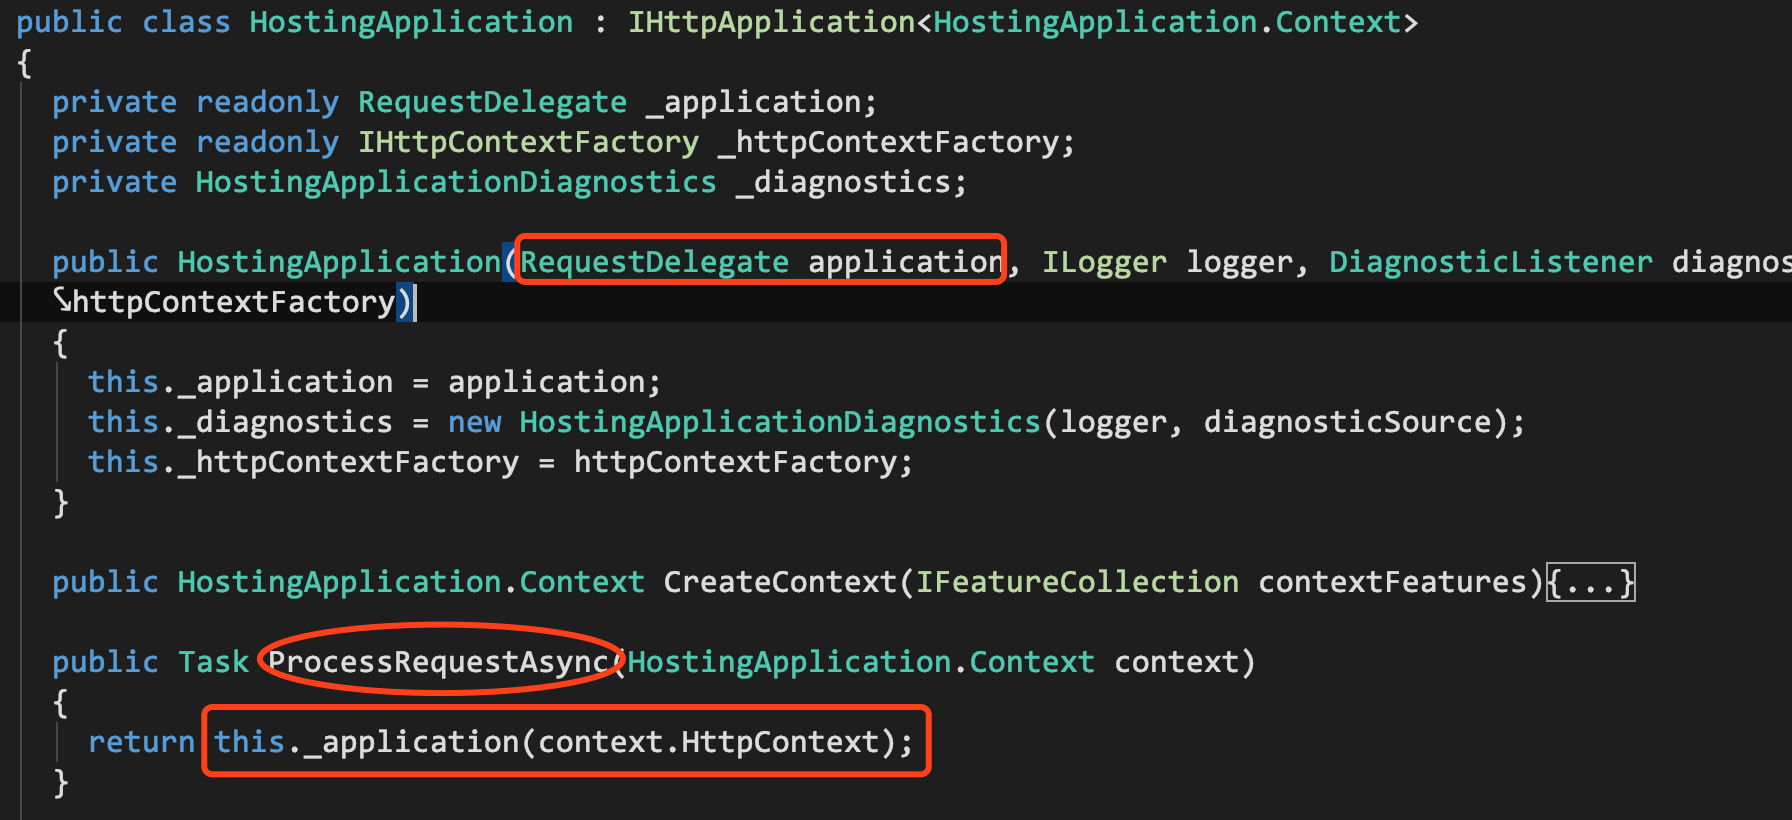 public class HostingApplication : IHttpApplication<HostingApplication.Context>
{
private readonly RequestDelegate _application;
private readonly IHttpContextFactory _httpContextFactory;
private HostingApplicationDiagnostics _diagnostics;
public HostingApplication(RequestDelegate application, ILogger logger, DiagnosticListener diagnos
httpContextFactory)
{
this._application = application;
this._diagnostics = new HostingApplicationDiagnostics(logger, diagnosticSource);
this._httpContextFactory = httpContextFactory;
}
public HostingApplication.Context CreateContext(IFeatureCollection contextFeatures){...}
public Task ProcessRequestAsync(HostingApplication.Context context)
{
return this._application(context.HttpContext);
}